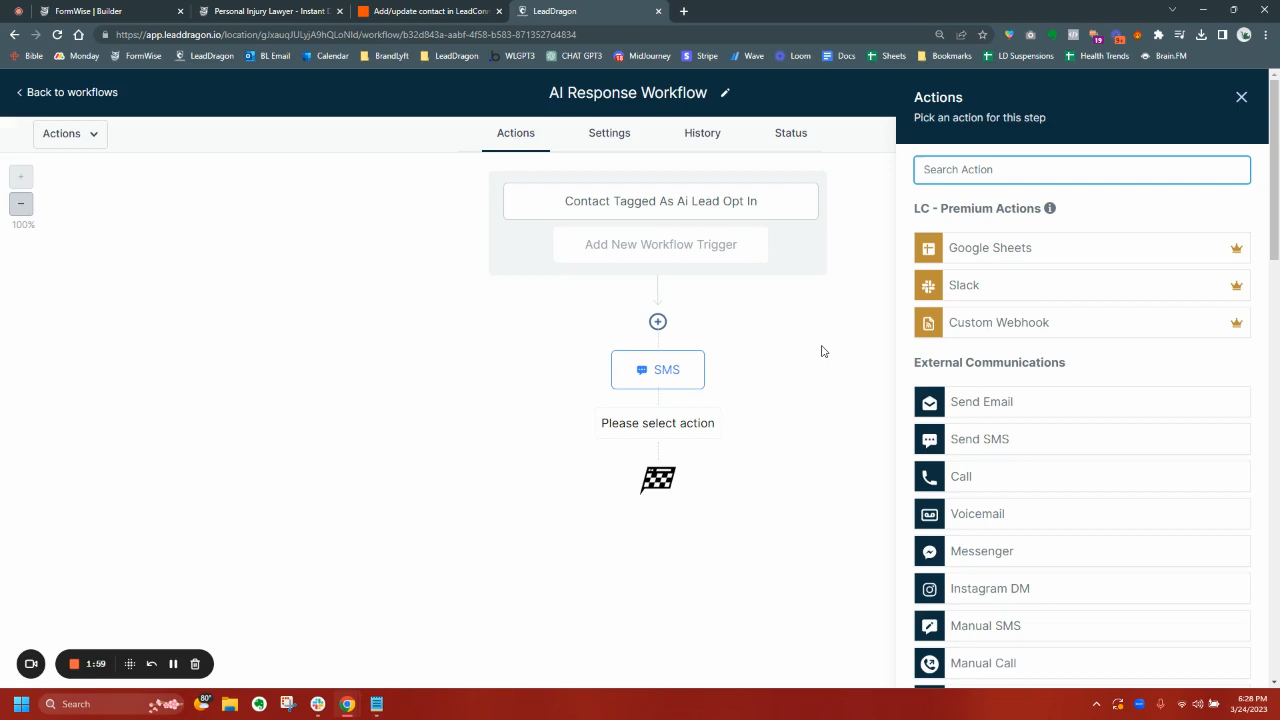 FormWise | Builder
Personal Injury Lawyer - Instant D
Add/update contact in LeadConn
LeadDragon
https://app.leaddragon.io/location/gJxauqJULyjA9hQLoNId/workflow/b32d843a-aabf-4f58-b583-8713527d4834
Bible
Monday
FormWise
LeadDragon
BL Email
Calendar
BrandLyft
LeadDragon
WLGPT3
CHAT GPT3
MidJourney
Stripe
Wave
Loom
Docs
Sheets
Bookmarks
LD Suspensions
Health Trends
Brain.FM
Back to workflows
AI Response Workflow
Actions
Actions
Settings
History
Status
100%
Contact Tagged As Ai Lead Opt In
Add New Workflow Trigger
SMS
Please select action
Actions
Pick an action for this step
Search Action
LC - Premium Actions
Google Sheets
Slack
Custom Webhook
External Communications
Send Email
Send SMS
Call
Voicemail
Messenger
Instagram DM
Manual SMS
Manual Call
1:59
Search
80°
6:28 PM
3/24/2023